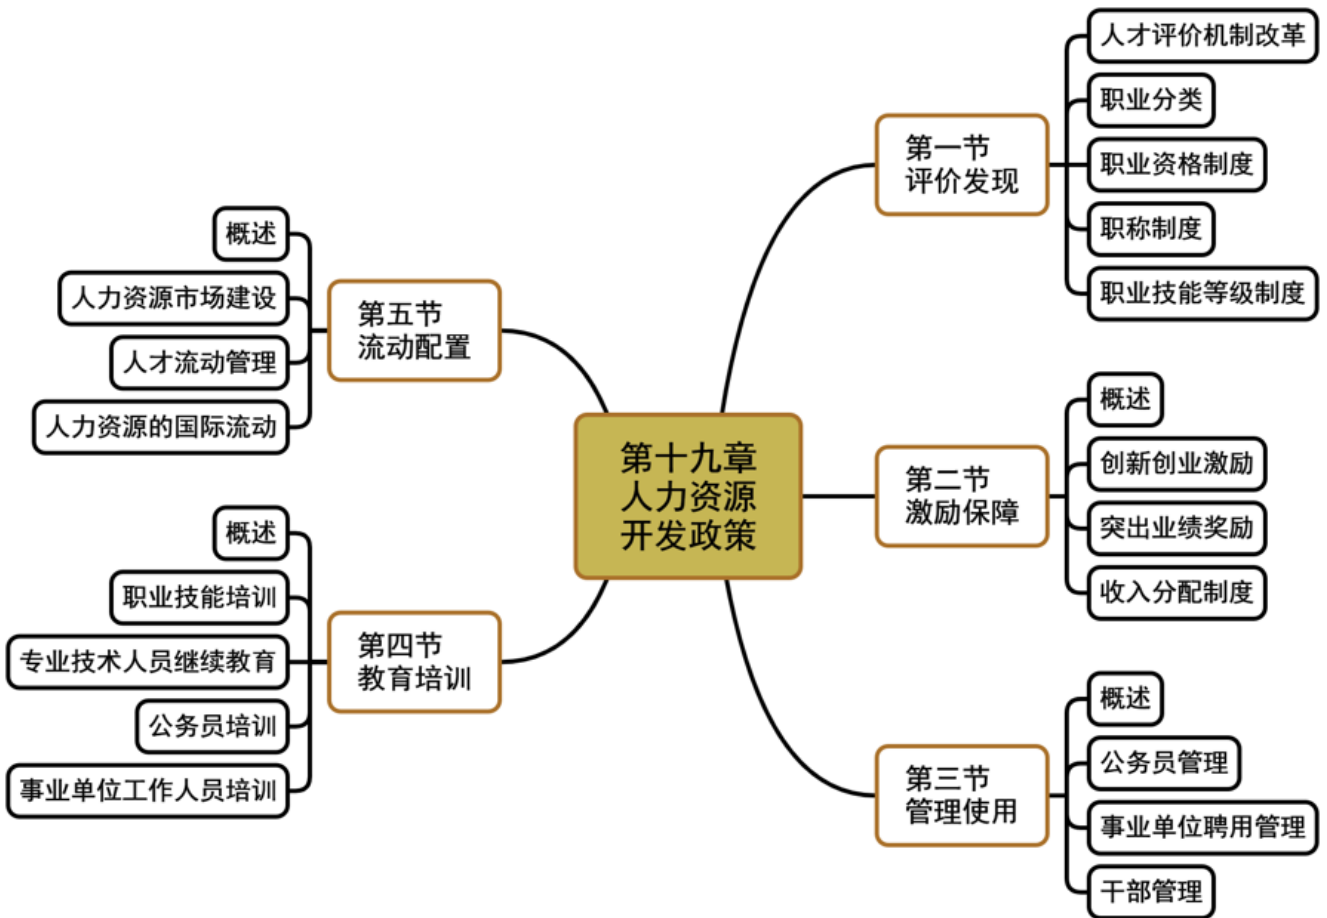 第十九章
人力资源
开发政策
第一节
评价发现
人才评价机制改革
职业分类
职业资格制度
职称制度
职业技能等级制度
第二节
激励保障
概述
创新创业激励
突出业绩奖励
收入分配制度
第三节
管理使用
概述
公务员管理
事业单位聘用管理
干部管理
第四节
教育培训
概述
职业技能培训
专业技术人员继续教育
公务员培训
事业单位工作人员培训
第五节
流动配置
概述
人力资源市场建设
人才流动管理
人力资源的国际流动